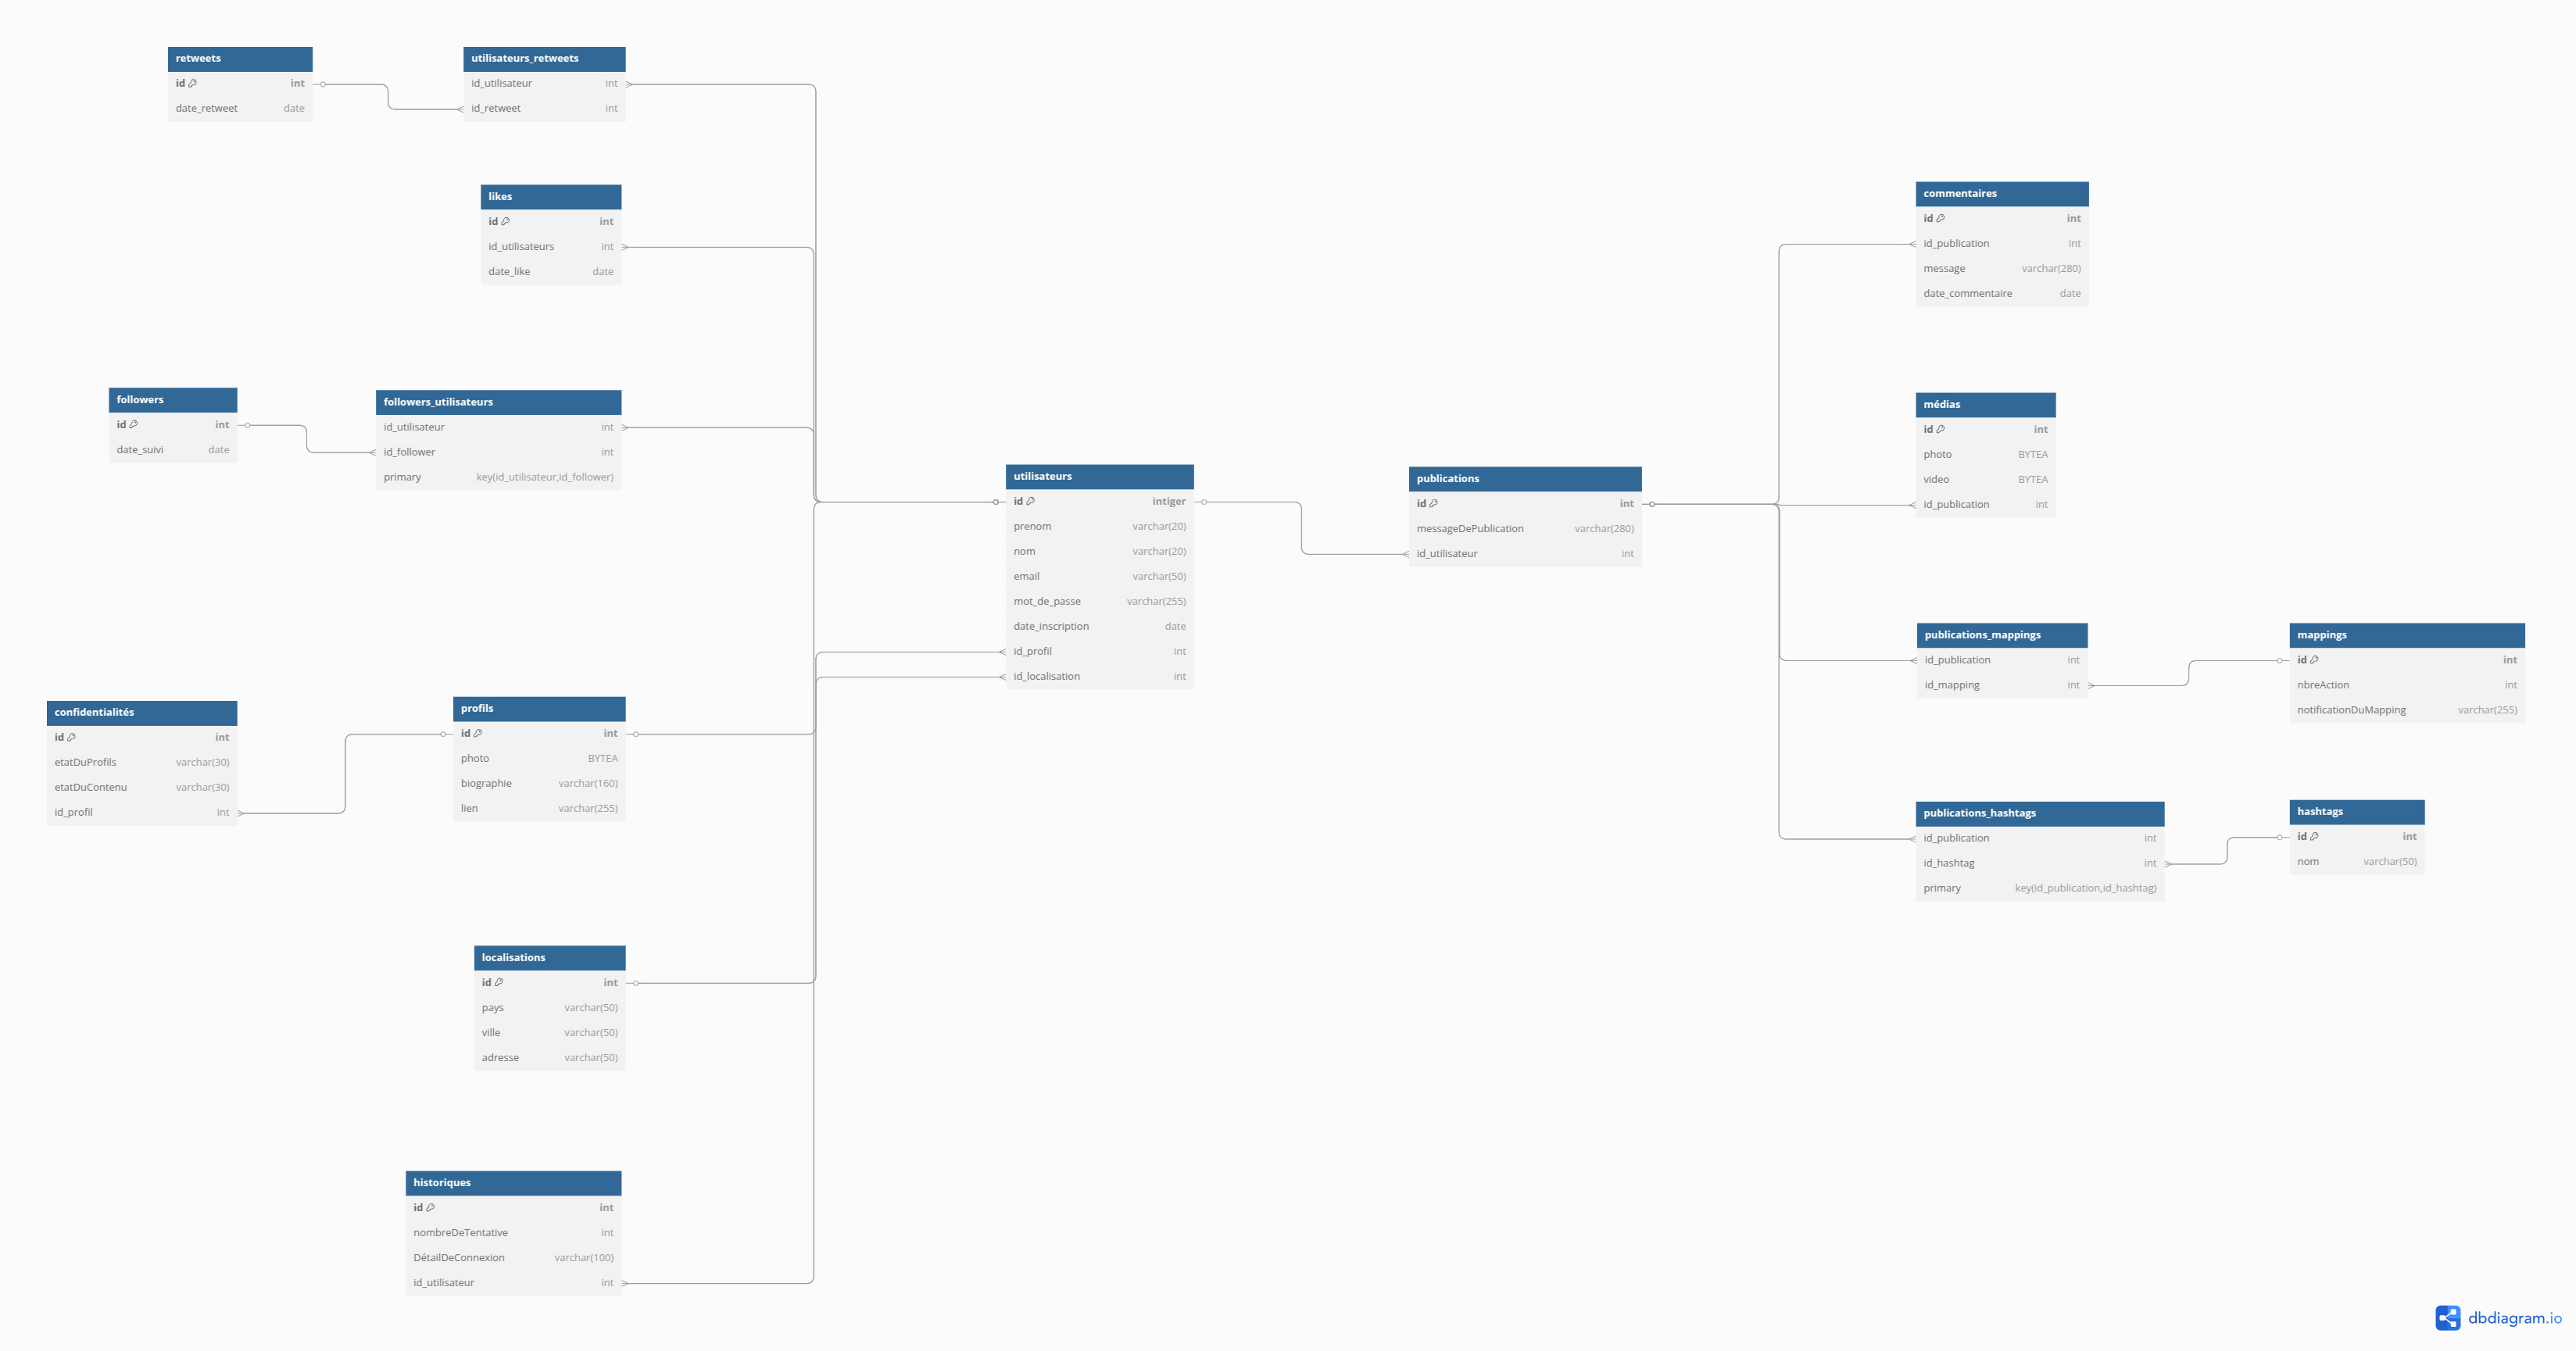 retweets
id int
date_retweet date
utilisateurs_retweets
id_utilisateur int
id_retweet int
likes
id int
id_utilisateurs int
date_like date
followers
id int
date_suivi date
followers_utilisateurs
id_utilisateur int
id_follower int
primary key(id_utilisateur,id_follower)
confidentialités
id int
etatDuProfils varchar(30)
etatDuContenu varchar(30)
id_profil int
profils
id int
photo BYTEA
biographie varchar(160)
lien varchar(255)
localisations
id int
pays varchar(50)
ville varchar(50)
adresse varchar(50)
historiques
id int
nombreDeTentative int
DétailDeConnexion varchar(100)
id_utilisateur int
utilisateurs
id intiger
prenom varchar(20)
nom varchar(20)
email varchar(50)
mot_de_passe varchar(255)
date_inscription date
id_profil int
id_localisation int
publications
id int
messageDePublication varchar(280)
id_utilisateur int
commentaires
id int
id_publication int
message varchar(280)
date_commentaire date
médias
id int
photo BYTEA
video BYTEA
id_publication int
publications_mappings
id_publication int
id_mapping int
mappings
id int
nbreAction int
notificationDuMapping varchar(255)
publications_hashtags
id_publication int
id_hashtag int
primary key(id_publication,id_hashtag)
hashtags
id int
nom varchar(50)
dbdiagram.io